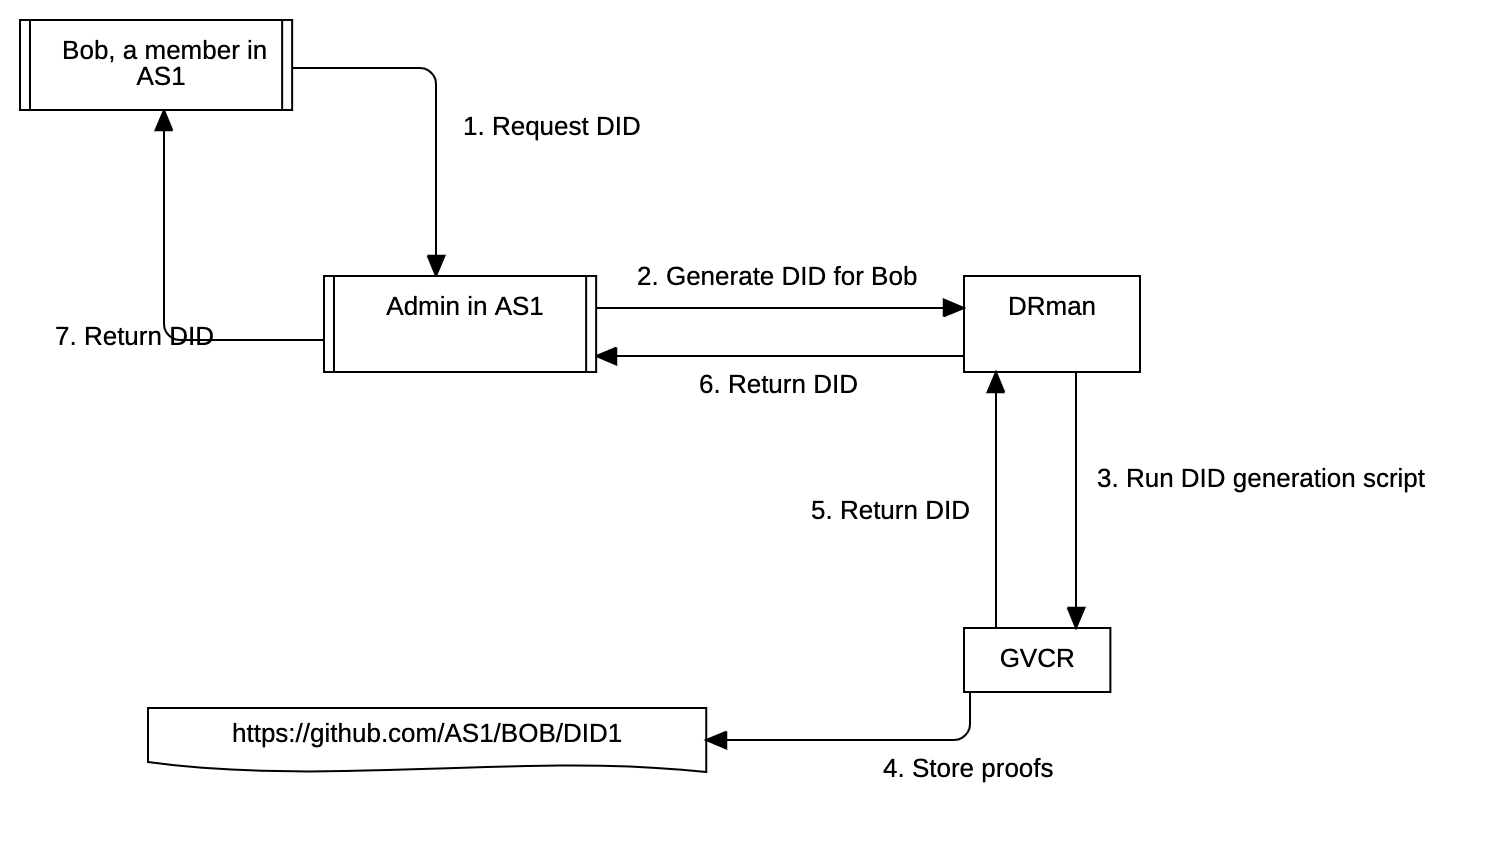 Bob, a member in
AS1
1. Request DID
2. Generate DID for Bob
Admin in AS1
DRman
7. Return DID
6. Return DID
3. Run DID generation script
5. Return DID
GVCR
https://github.com/AS1/BOB/DID1
4. Store proofs